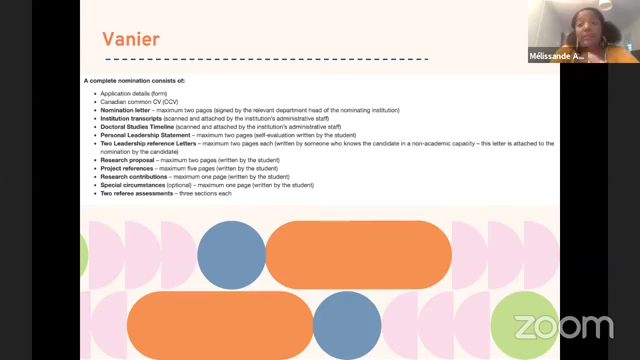 Vanier
Mélissande A...
A complete nomination consists of:
• Application details (form)
• Canadian common CV (CCV)
• Nomination letter – maximum two pages (signed by the relevant department head of the nominating institution)
• Institution transcripts (scanned and attached by the institution's administrative staff)
• Doctoral Studies Timeline (scanned and attached by the institution's administrative staff)
• Personal Leadership Statement – maximum two pages (self-evaluation written by the student)
• Two Leadership reference Letters – maximum two pages each (written by someone who knows the candidate in a non-academic capacity – this letter is attached to the
nomination by the candidate)
• Research proposal – maximum two pages (written by the student)
• Project references – maximum five pages (written by the student)
• Research contributions – maximum one page (written by the student)
• Special circumstances (optional) – maximum one page (written by the student)
• Two referee assessments – three sections each
zoom